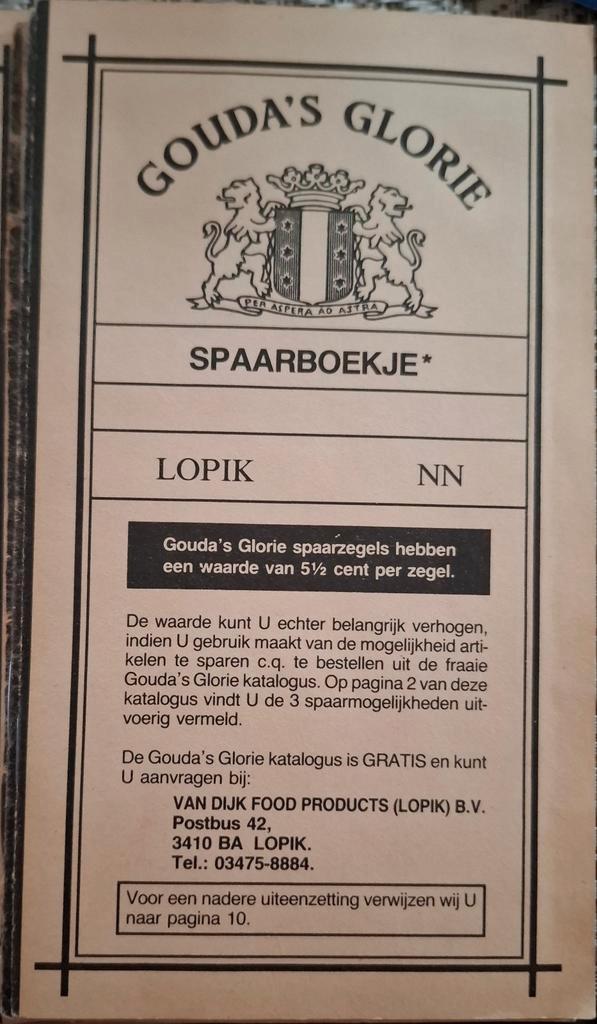 GOUDA'S GLORIE
PER ASPERA AD ASTRA
SPAARBOEKJE*
LOPIK NN
Gouda's Glorie spaarzegels hebben
een waarde van 5½ cent per zegel.
De waarde kunt U echter belangrijk verhogen,
indien U gebruik maakt van de mogelijkheid arti-
kelen te sparen c.q. te bestellen uit de fraaie
Gouda's Glorie katalogus. Op pagina 2 van deze
katalogus vindt U de 3 spaarmogelijkheden uit-
voerig vermeld.
De Gouda's Glorie katalogus is GRATIS en kunt
U aanvragen bij:
VAN DIJK FOOD PRODUCTS (LOPIK) B.V.
Postbus 42,
3410 BA LOPIK.
Tel.: 03475-8884.
Voor een nadere uiteenzetting verwijzen wij U
naar pagina 10.